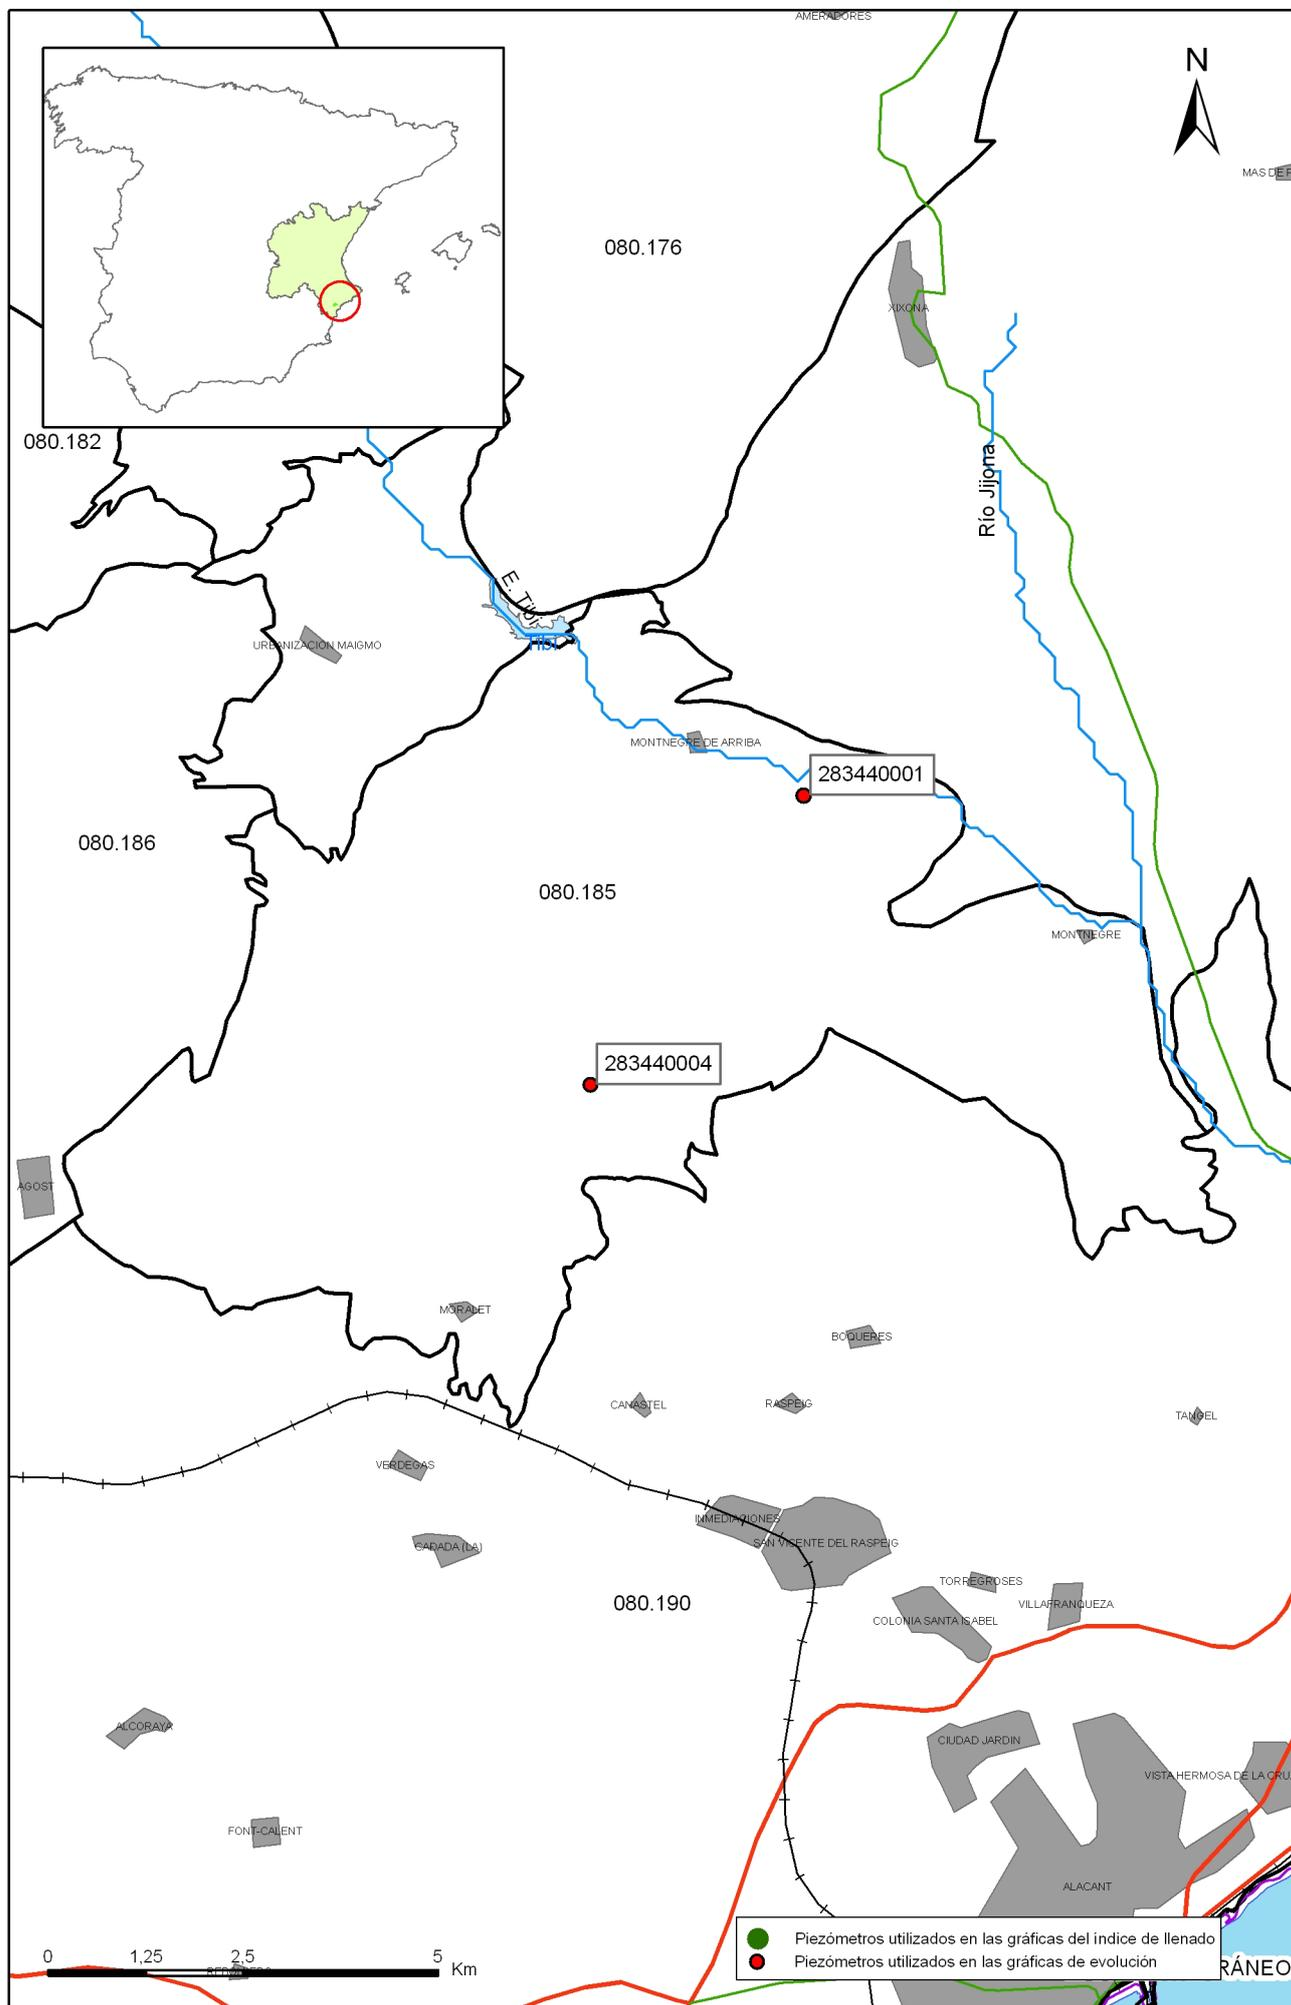 AMERADORES
N
MAS DE
080.176
XIXONA
080.182
Río Jijona
E. Tibi
Tibi
URBANIZACIÓN MAIGMO
MONTNEGRE DE ARRIBA
283440001
080.186
080.185
MONTNEGRE
283440004
AGOST
MORALET
BOQUERES
CANASTEL
RASPEIG
TANGEL
VERDEGAS
INMEDIACIONES
SAN VICENTE DEL RASPEIG
CAÑADA (LA)
TORREGROSES
080.190
VILLAFRANQUEZA
COLONIA SANTA ISABEL
ALCORAYA
CIUDAD JARDIN
VISTA HERMOSA DE LA CRU
FONT-CALENT
ALACANT
Piezómetros utilizados en las gráficas del indice de llenado
Piezómetros utilizados en las gráficas de evolución
0 1,25 2,5 5 Km
RÁNEO